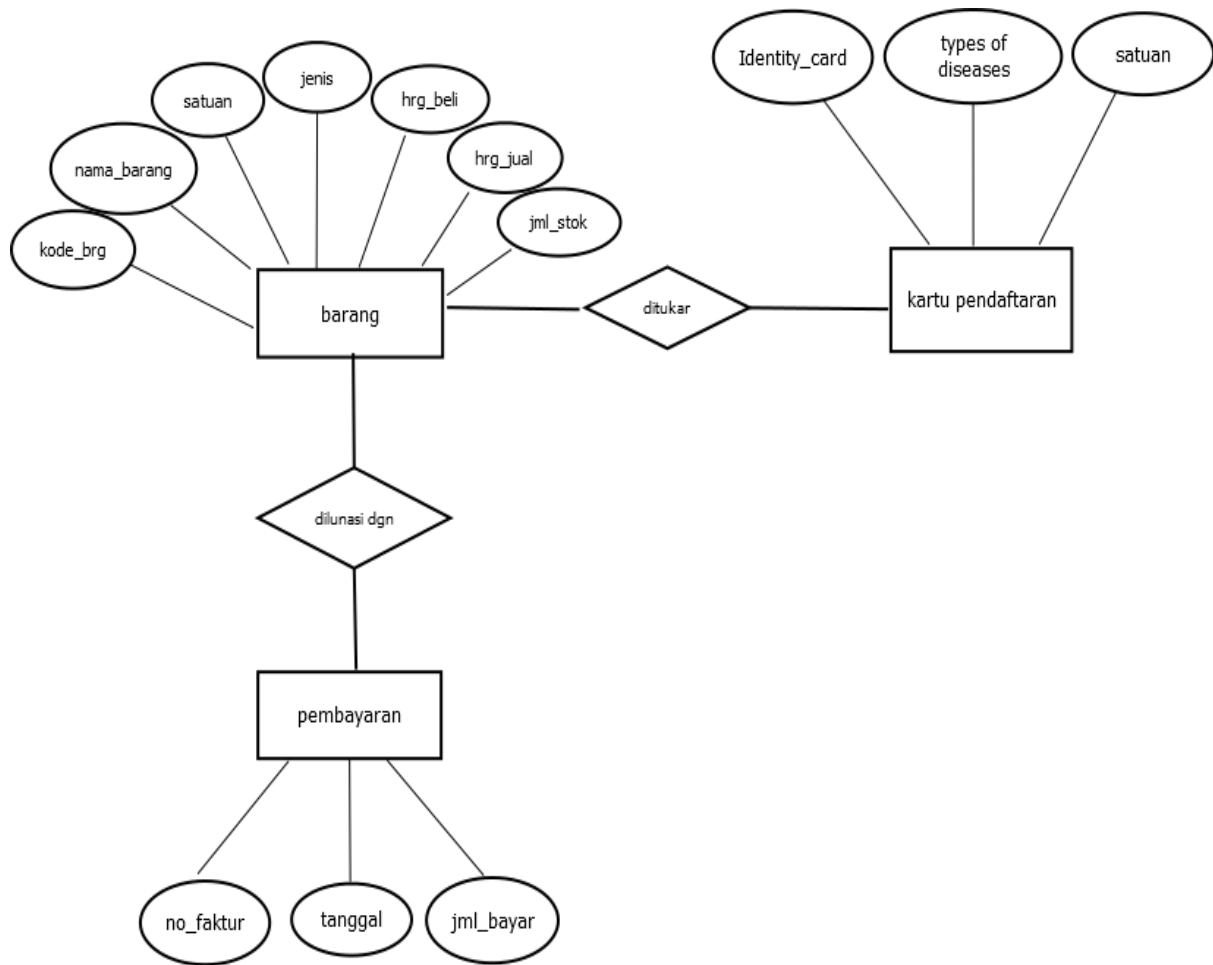 Identity_card
types of
diseases
satuan
jenis
satuan
hrg_beli
nama_barang
hrg_jual
kode_brg
jml_stok
barang
ditukar
kartu pendaftaran
dilunasi dgn
pembayaran
no_faktur
tanggal
jml_bayar